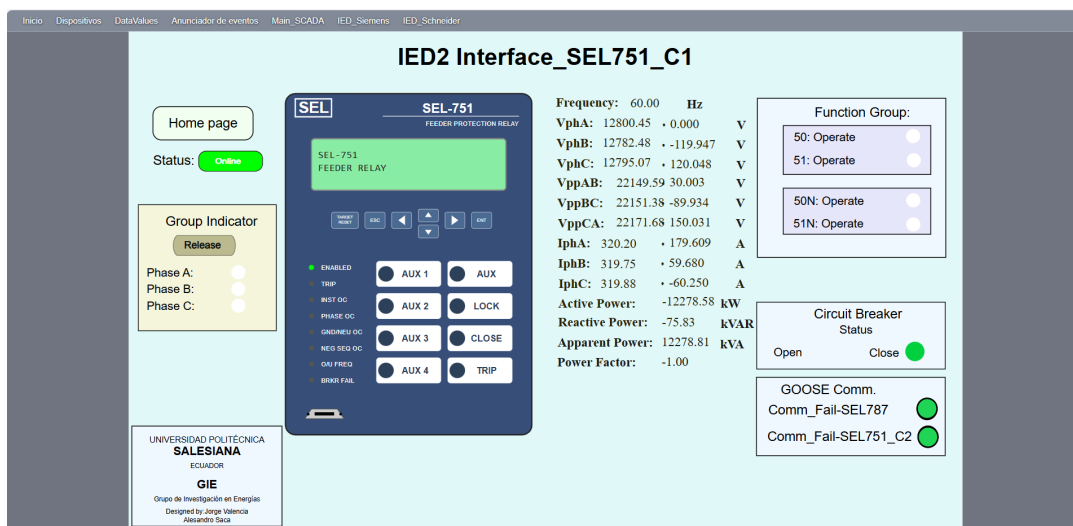 Inicio Dispositivos DataValues Anunciador de eventos Main_SCADA IED_Siemens IED_Schneider
IED2 Interface_SEL751_C1
Home page
Status: Online
Group Indicator
Release
Phase A:
Phase B:
Phase C:
UNIVERSIDAD POLITÉCNICA
SALESIANA
ECUADOR
GIE
Grupo de Investigación en Energías
Designed by:Jorge Valencia
Alesandro Saca
SEL
SEL-751
FEEDER PROTECTION RELAY
SEL-751
FEEDER RELAY
TARGET
RESET
ESC
ENT
ENABLED
TRIP
INST OC
PHASE OC
GND/NEU OC
NEG SEQ OC
O/U FREQ
BRKR FAIL
AUX 1 AUX
AUX 2 LOCK
AUX 3 CLOSE
AUX 4 TRIP
Frequency: 60.00 Hz
VphA: 12800.45 0.000 V
VphB: 12782.48 -119.947 V
VphC: 12795.07 120.048 V
VppAB: 22149.59 30.003 V
VppBC: 22151.38 -89.934 V
VppCA: 22171.68 150.031 V
IphA: 320.20 179.609 A
IphB: 319.75 59.680 A
IphC: 319.88 -60.250 A
Active Power: -12278.58 kW
Reactive Power: -75.83 kVAR
Apparent Power: 12278.81 kVA
Power Factor: -1.00
Function Group:
50: Operate
51: Operate
50N: Operate
51N: Operate
Circuit Breaker
Status
Open Close
GOOSE Comm.
Comm_Fail-SEL787
Comm_Fail-SEL751_C2